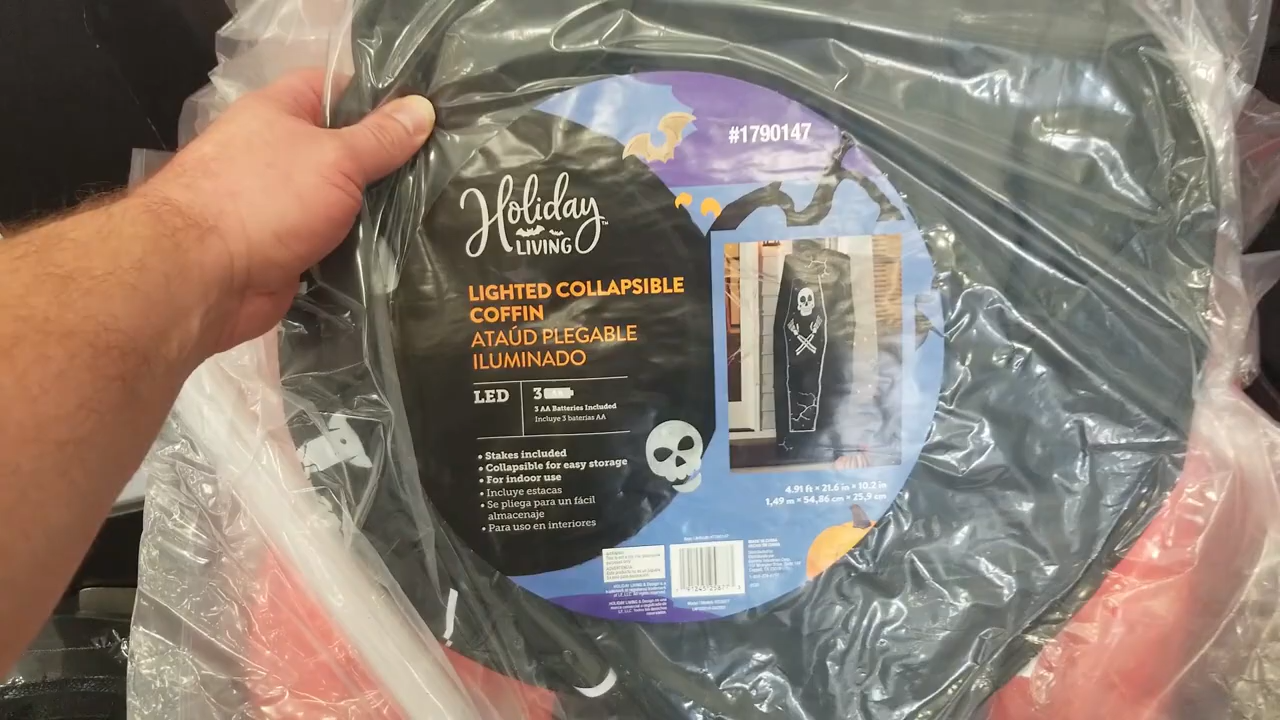 #1790147
Holiday™
LIVING
LIGHTED COLLAPSIBLE
COFFIN
ATAÚD PLEGABLE
ILUMINADO
LED
3
3 AA Batteries Included
Incluye 3 baterías AA
• Stakes included
• Collapsible for easy storage
• For indoor use
• Incluye estacas
• Se pliega para un fácil
almacenaje
• Para uso en interiores
4.91 ft × 21.6 in × 10.2 in
1,49 m × 54,86 cm × 25,9 cm